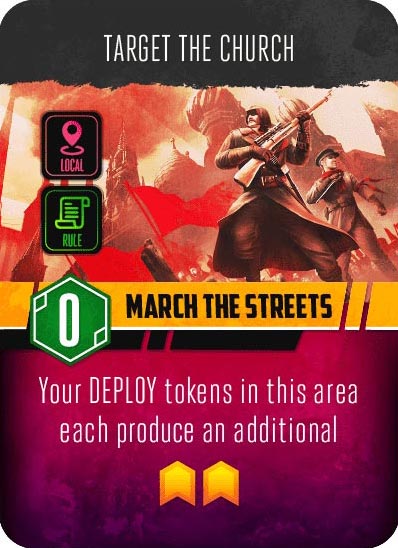 TARGET THE CHURCH
LOCAL
RULE
0
MARCH THE STREETS
Your DEPLOY tokens in this area
each produce an additional